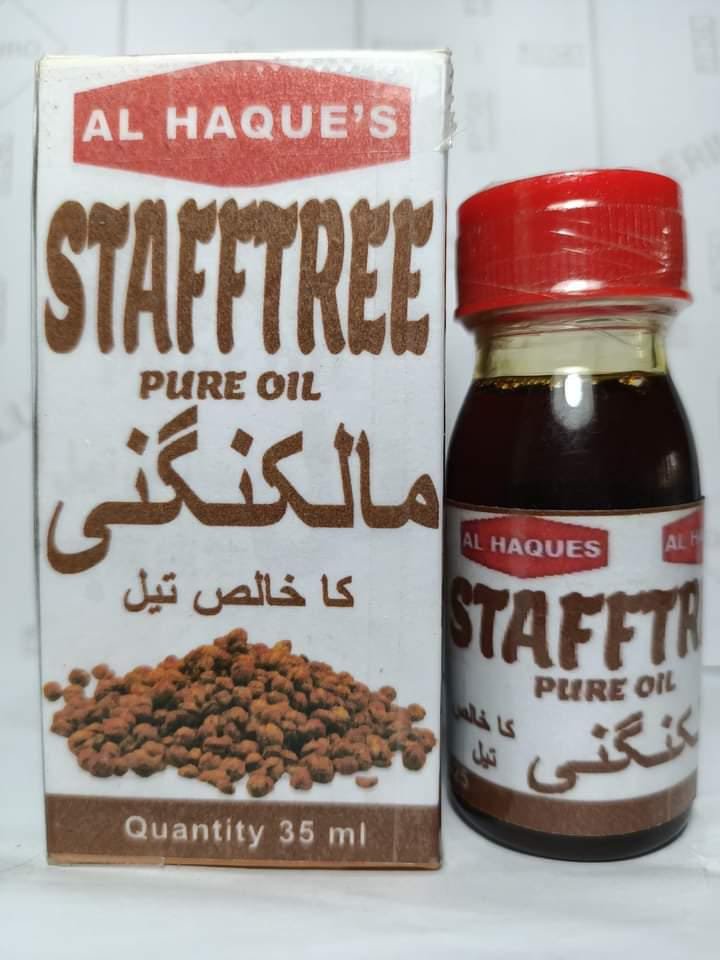 AL HAQUE'S
STAFFTREE
PURE OIL
مالکنگنی
کا خالص تیل
Quantity 35 ml
AL HAQUES
STAFFTR
PURE OIL
کا خالص
تیل